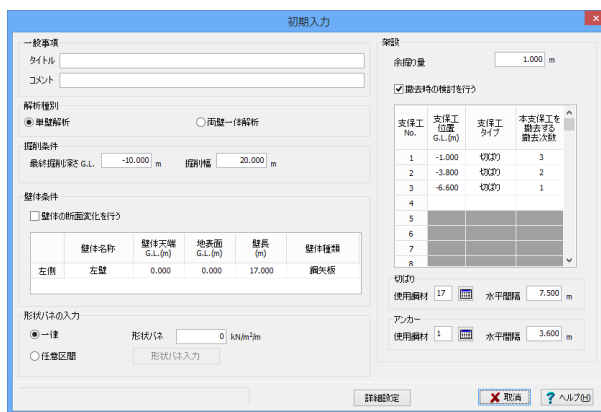 初期入力
一般事項
タイトル
コメント
解析種別
単壁解析 両壁一体解析
掘削条件
最終掘削深さ G.L. -10.000 m 掘削幅 20.000 m
壁体条件
壁体の断面変化を行う
壁体名称 壁体天端 G.L.(m) 地表面 G.L.(m) 壁長 (m) 壁体種類
左側 左壁 0.000 0.000 17.000 鋼矢板
形状バネの入力
一律 形状バネ 0 kN/m²/m
任意区間 形状バネ入力
架設
余掘り量 1.000 m
撤去時の検討を行う
支保工 No. 支保工 位置 G.L.(m) 支保工 タイプ 本支保工を 撤去する 撤去次数
1 -1.000 切ばり 3
2 -3.800 切ばり 2
3 -6.600 切ばり 1
4
5
6
7
8
切ばり
使用鋼材 17 水平間隔 7.500 m
アンカー
使用鋼材 1 水平間隔 3.600 m
詳細設定 取消 ヘルプ(H)